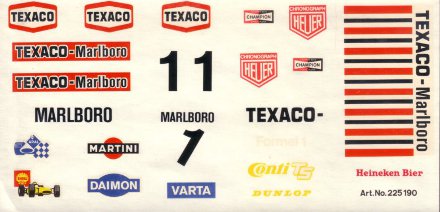 TEXACO
TEXACO
TEXACO
CHAMPION
CHRONOGRAPH
HEUER
TEXACO-Marlboro
TEXACO-Marlboro
11
CHRONOGRAPH
HEUER
CHAMPION
TEXACO-Marlboro
MARLBORO
MARLBORO
TEXACO-
1
MARTINI
Formel 1
DAIMON
VARTA
Conti TS
DUNLOP
Heineken Bier
Art.No. 225190